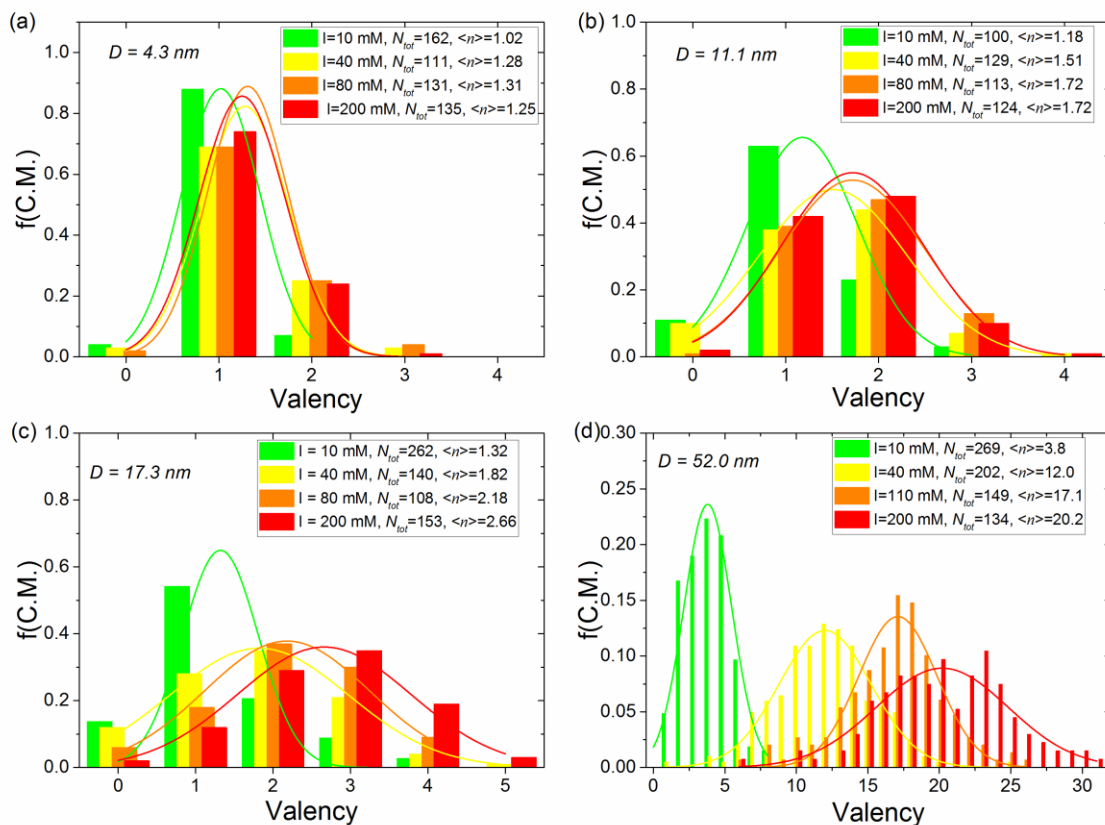 (a)
D = 4.3 nm
I=10 mM, Ntot=162, <n>=1.02
I=40 mM, Ntot=111, <n>=1.28
I=80 mM, Ntot=131, <n>=1.31
I=200 mM, Ntot=135, <n>=1.25
f(C.M.)
1.0
0.8
0.6
0.4
0.2
0.0
0 1 2 3 4
Valency
(b)
D = 11.1 nm
I=10 mM, Ntot=100, <n>=1.18
I=40 mM, Ntot=129, <n>=1.51
I=80 mM, Ntot=113, <n>=1.72
I=200 mM, Ntot=124, <n>=1.72
f(C.M.)
1.0
0.8
0.6
0.4
0.2
0.0
0 1 2 3 4
Valency
(c)
D = 17.3 nm
I = 10 mM, Ntot=262, <n>=1.32
I = 40 mM, Ntot=140, <n>=1.82
I = 80 mM, Ntot=108, <n>=2.18
I = 200 mM, Ntot=153, <n>=2.66
f(C.M.)
1.0
0.8
0.6
0.4
0.2
0.0
0 1 2 3 4 5
Valency
(d)
D = 52.0 nm
I=10 mM, Ntot=269, <n>=3.8
I=40 mM, Ntot=202, <n>=12.0
I=110 mM, Ntot=149, <n>=17.1
I=200 mM, Ntot=134, <n>=20.2
f(C.M.)
0.30
0.25
0.20
0.15
0.10
0.05
0.00
0 5 10 15 20 25 30
Valency